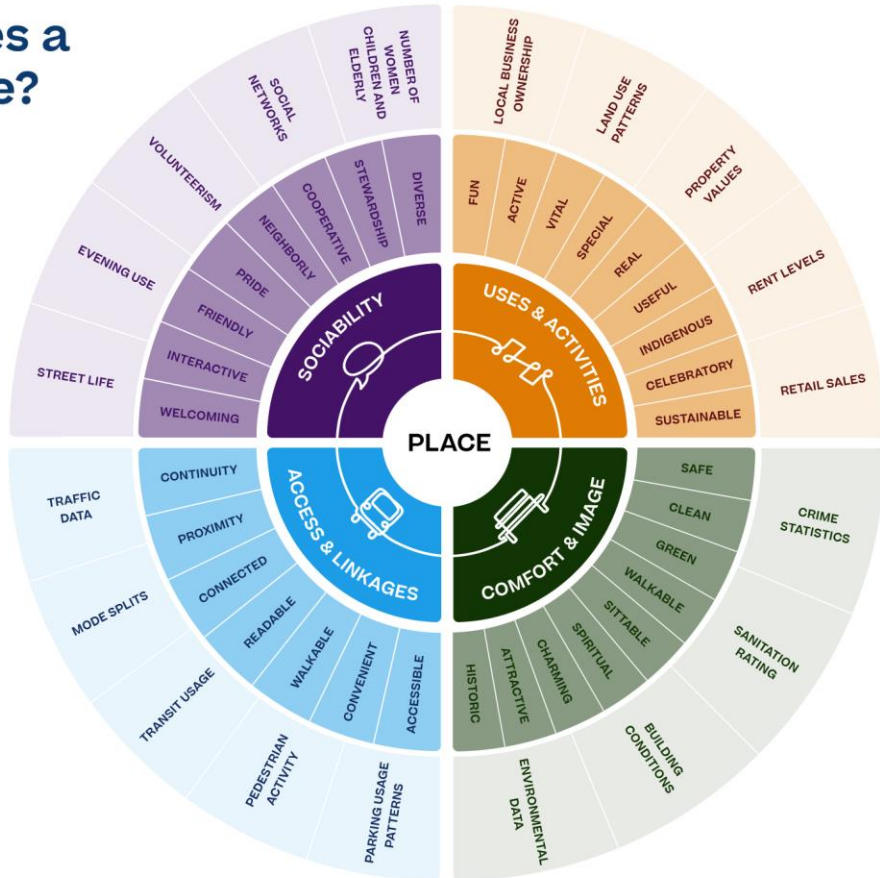 es a
e?
NUMBER OF
WOMEN
CHILDREN AND
ELDERLY
SOCIAL
NETWORKS
VOLUNTEERISM
EVENING USE
STREET LIFE
DIVERSE
STEWARDSHIP
COOPERATIVE
NEIGHBORLY
PRIDE
FRIENDLY
INTERACTIVE
WELCOMING
SOCIABILITY
LOCAL BUSINESS
OWNERSHIP
LAND USE
PATTERNS
PROPERTY
VALUES
RENT LEVELS
RETAIL SALES
FUN
ACTIVE
VITAL
SPECIAL
REAL
USEFUL
INDIGENOUS
CELEBRATORY
SUSTAINABLE
USES & ACTIVITIES
PLACE
ACCESS & LINKAGES
CONTINUITY
PROXIMITY
CONNECTED
READABLE
WALKABLE
CONVENIENT
ACCESSIBLE
TRAFFIC
DATA
MODE SPLITS
TRANSIT USAGE
PEDESTRIAN
ACTIVITY
PARKING USAGE
PATTERNS
COMFORT & IMAGE
SAFE
CLEAN
GREEN
WALKABLE
SITTABLE
SPIRITUAL
CHARMING
ATTRACTIVE
HISTORIC
CRIME
STATISTICS
SANITATION
RATING
BUILDING
CONDITIONS
ENVIRONMENTAL
DATA